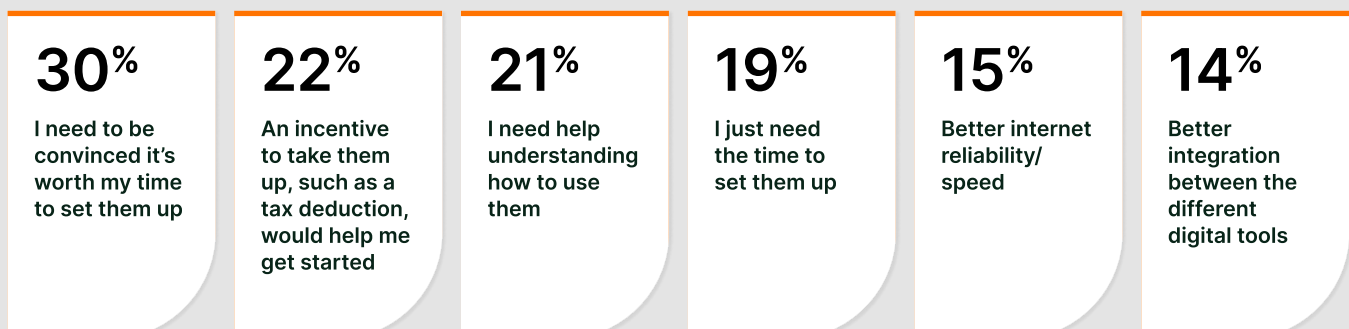 30%
I need to be
convinced it’s
worth my time
to set them up
22%
An incentive
to take them
up, such as a
tax deduction,
would help me
get started
21%
I need help
understanding
how to use
them
19%
I just need
the time to
set them up
15%
Better internet
reliability/
speed
14%
Better
integration
between the
different
digital tools